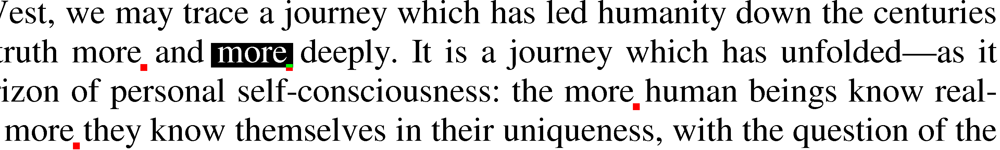 we may trace a journey which has led humanity down the centuries
truth more and more deeply. It is a journey which has unfolded—as it
of personal self-consciousness: the more human beings know real-
more they know themselves in their uniqueness, with the question of the